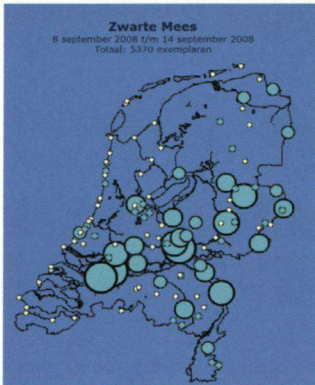 Zwarte Mees
8 september 2008 t/m 14 september 2008
Totaal: 5370 exemplaren